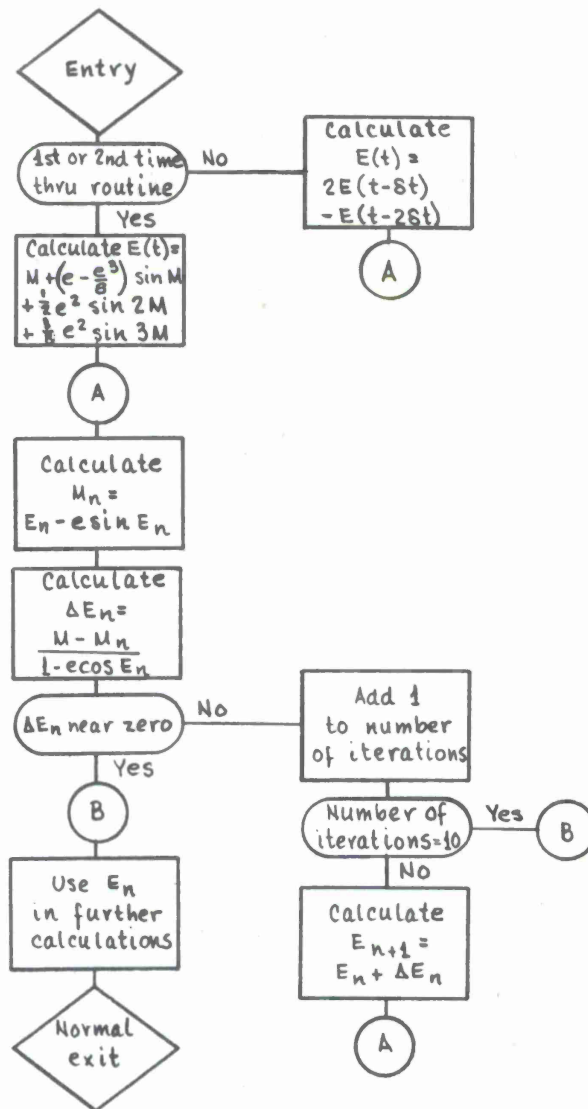 Entry
1st or 2nd time
thru routine
No
Calculate
E(t) =
2E(t-δt)
-E(t-2δt)
A
Yes
Calculate E(t)=
M+(e-e³/8) sin M
+ ½e² sin 2M
+ e² sin 3M
A
Calculate
Mn =
En-esin En
Calculate
ΔEn=
M - Mn
1-ecos En
ΔEn near zero
No
Add 1
to number
of iterations
Yes
B
Number of
iterations=10
Yes
B
No
Use En
in further
calculations
Calculate
En+1 =
En + ΔEn
A
Normal
exit